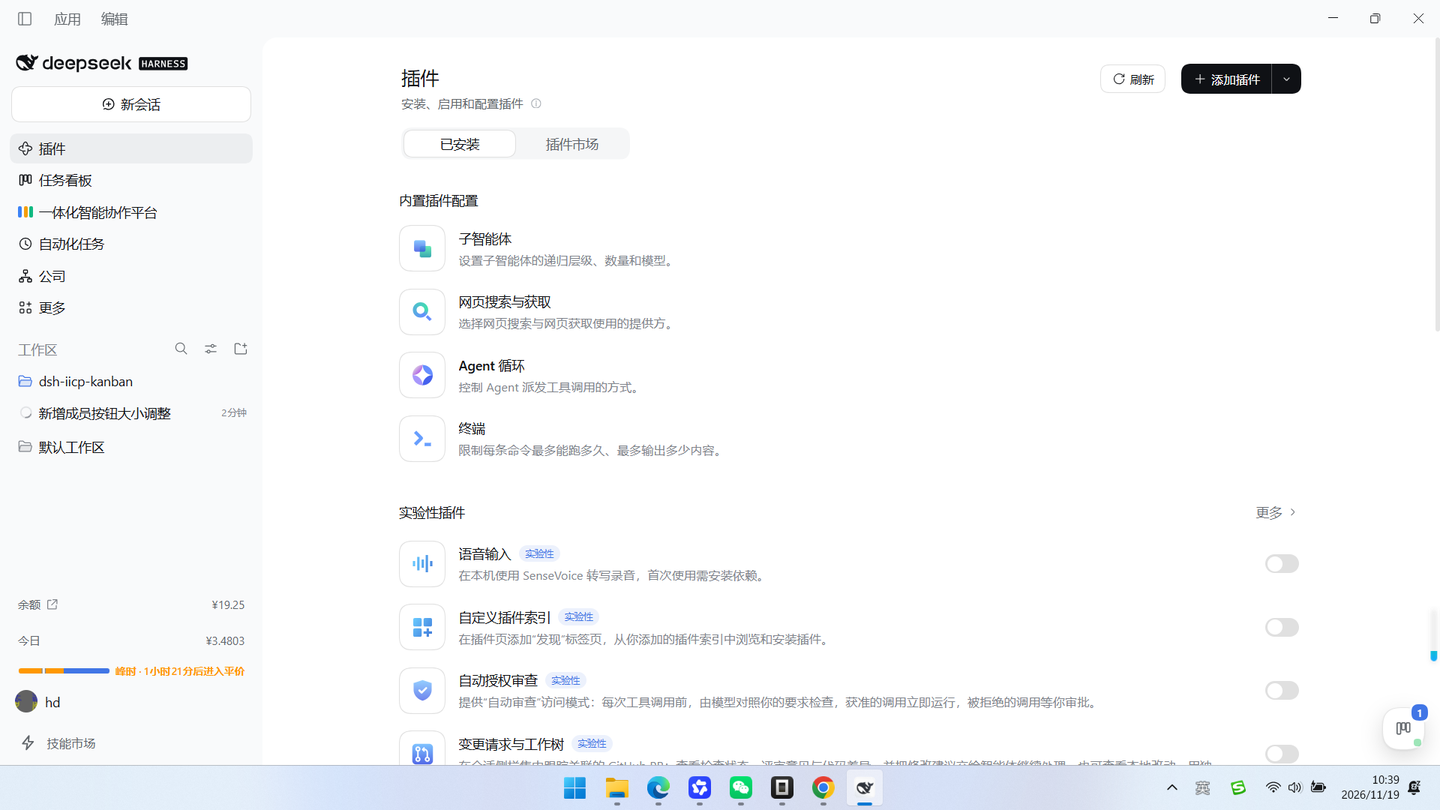 应用 编辑
deepseek HARNESS
新会话
插件
任务看板
一体化智能协作平台
自动化任务
公司
更多
工作区
dsh-iicp-kanban
新增成员按钮大小调整 2分钟
默认工作区
余额 ¥19.25
今日 ¥3.4803
峰时 · 1小时21分后进入平价
hd
技能市场
插件
安装、启用和配置插件
刷新
添加插件
已安装 插件市场
内置插件配置
子智能体
设置子智能体的递归层级、数量和模型。
网页搜索与获取
选择网页搜索与网页获取使用的提供方。
Agent 循环
控制 Agent 派发工具调用的方式。
终端
限制每条命令最多能跑多久、最多输出多少内容。
实验性插件 更多
语音输入 实验性
在本机使用 SenseVoice 转写录音，首次使用需安装依赖。
自定义插件索引 实验性
在插件页添加“发现”标签页，从你添加的插件索引中浏览和安装插件。
自动授权审查 实验性
提供“自动审查”访问模式：每次工具调用前，由模型对照你的要求检查，获准的调用立即运行，被拒绝的调用等你审批。
变更请求与工作树 实验性
1
英
10:39
2026/11/19